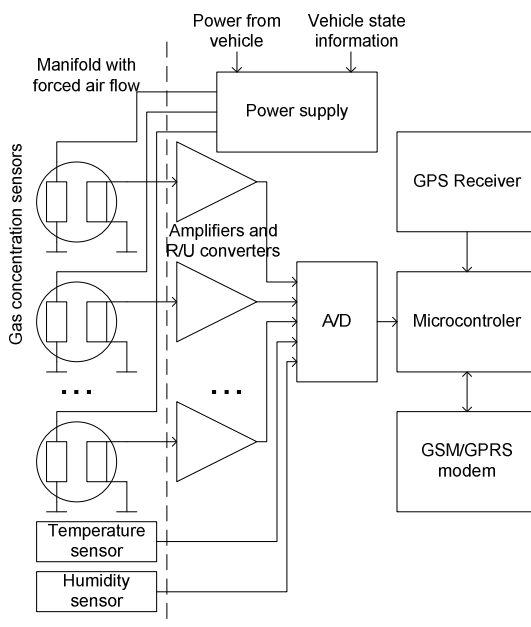 Power from
vehicle
Vehicle state
information
Manifold with
forced air flow
Power supply
Gas concentration sensors
GPS Receiver
Amplifiers and
R/U converters
A/D
Microcontroler
. . .
. . .
GSM/GPRS
modem
Temperature
sensor
Humidity
sensor